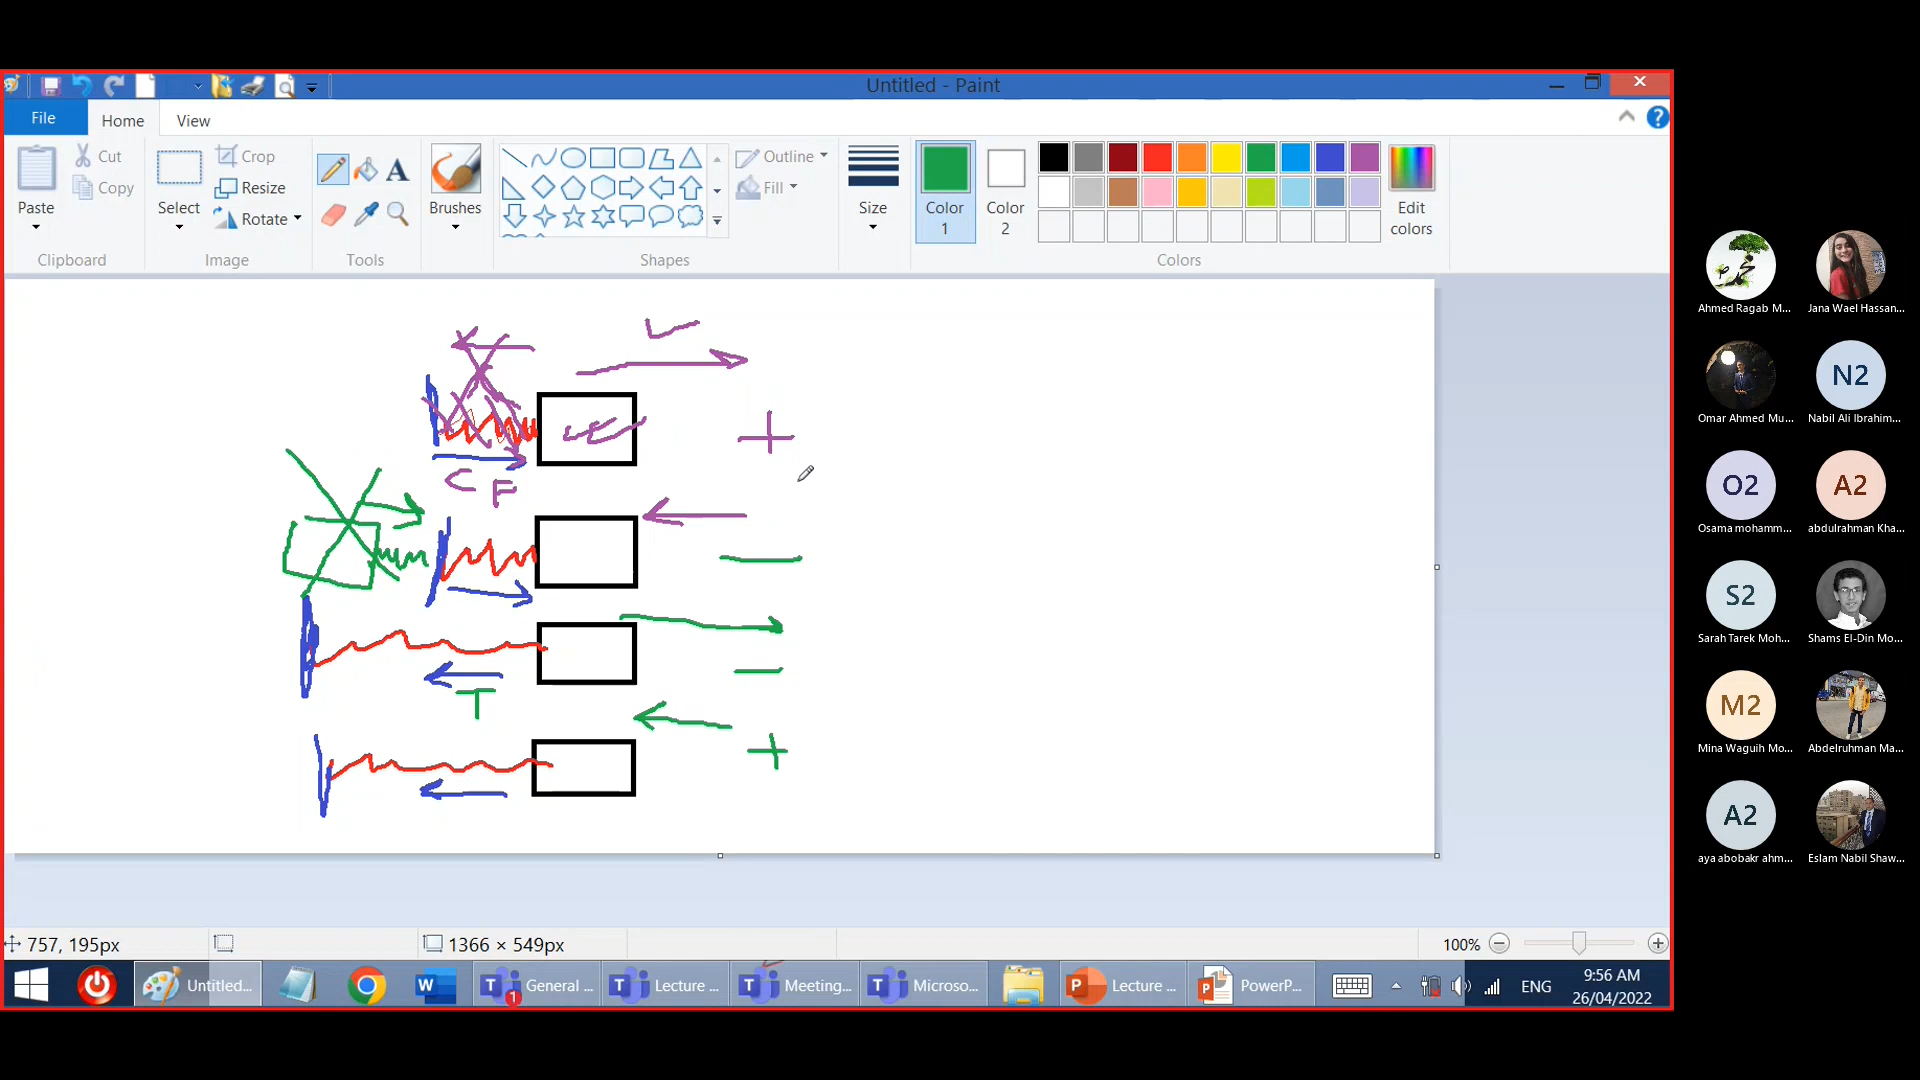 Untitled - Paint
File
Home
View
Cut
Copy
Paste
Clipboard
Crop
Resize
Rotate
Select
Image
Tools
Brushes
Shapes
Outline
Fill
Size
Color
1
Color
2
Edit
colors
Colors
+
C F
—
—
T
+
757, 195px
1366 × 549px
100%
Untitled...
W
T
1
General ...
T
Lecture ...
T
Meeting...
T
Microso...
P
Lecture ...
P
PowerP...
ENG
9:56 AM
26/04/2022
Ahmed Ragab M...
Jana Wael Hassan...
Omar Ahmed Mu...
N2
Nabil Ali Ibrahim...
O2
Osama mohamm...
A2
abdulrahman Kha...
S2
Sarah Tarek Moh...
Shams El-Din Mo...
M2
Mina Waguih Mo...
Abdelruhman Ma...
A2
aya abobakr ahm...
Eslam Nabil Shaw...